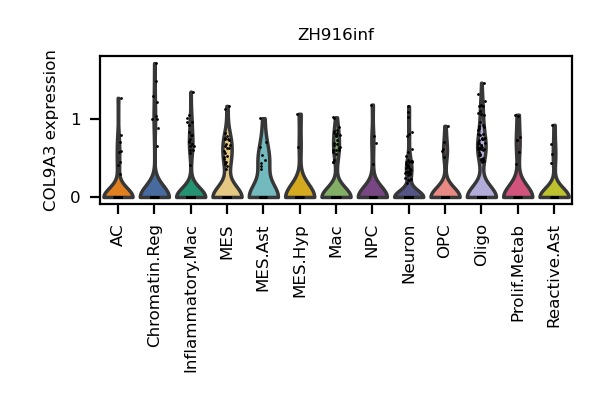 ZH916inf
COL9A3 expression
1
0
AC
Chromatin.Reg
Inflammatory.Mac
MES
MES.Ast
MES.Hyp
Mac
NPC
Neuron
OPC
Oligo
Prolif.Metab
Reactive.Ast